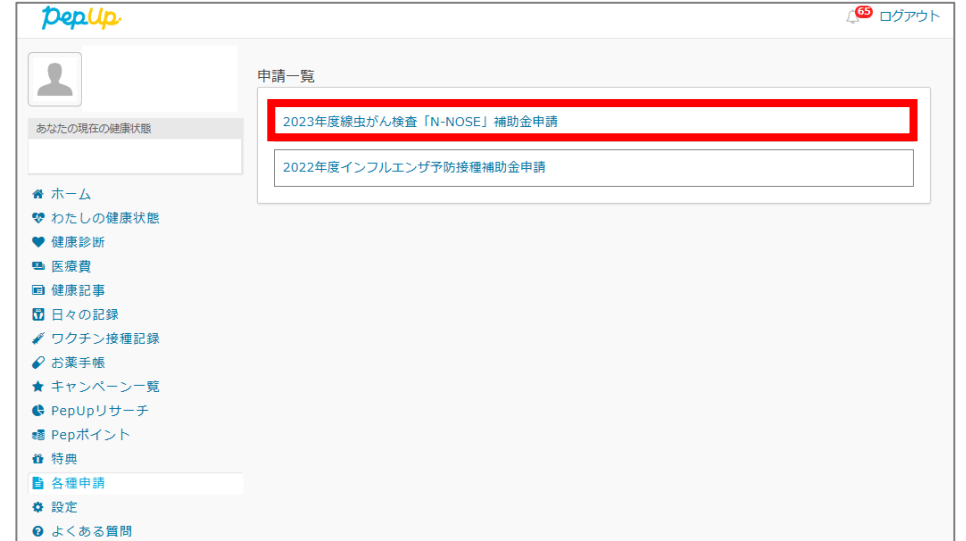 PepUp
65 ログアウト
あなたの現在の健康状態
ホーム
わたしの健康状態
健康診断
医療費
健康記事
日々の記録
ワクチン接種記録
お薬手帳
キャンペーン一覧
PepUpリサーチ
Pepポイント
特典
各種申請
設定
よくある質問
申請一覧
2023年度線虫がん検査「N-NOSE」補助金申請
2022年度インフルエンザ予防接種補助金申請